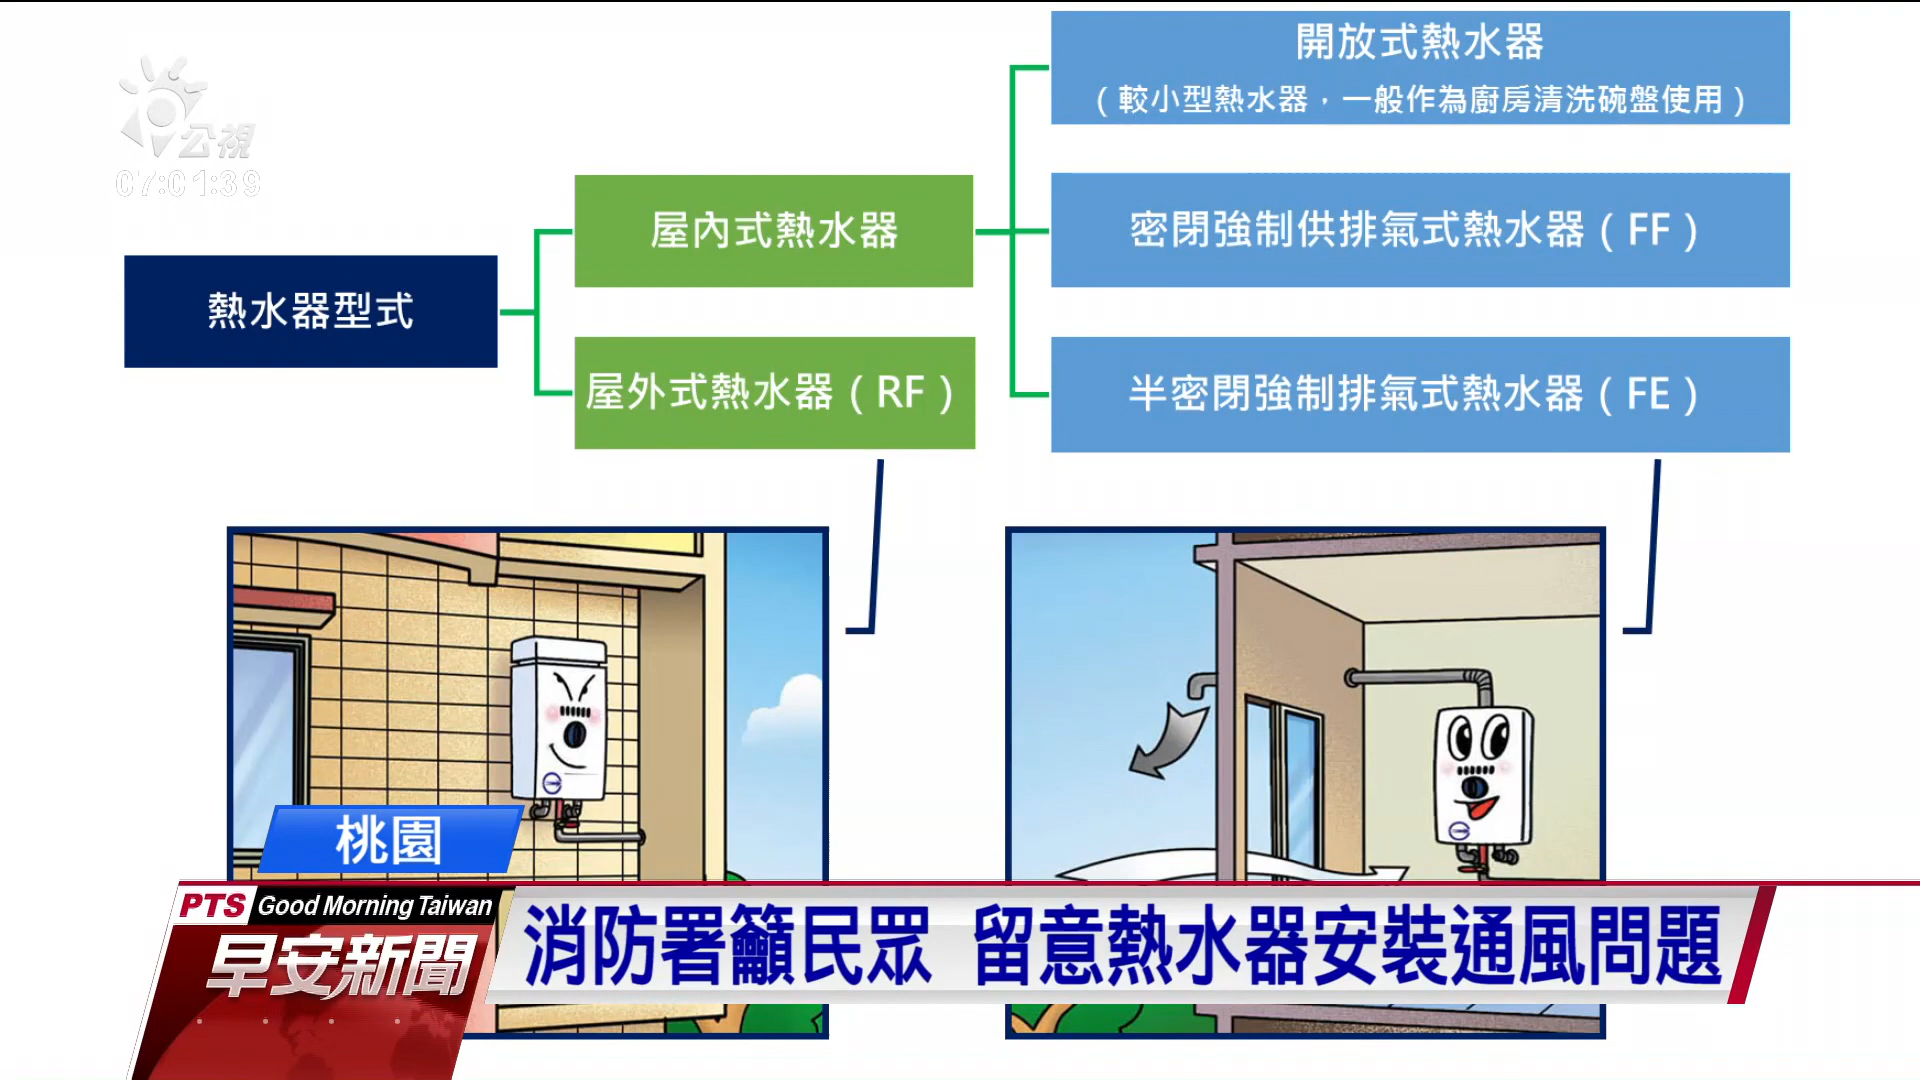 開放式熱水器
（較小型熱水器，一般作為廚房清洗碗盤使用）
公視
07:01:39
屋內式熱水器
密閉強制供排氣式熱水器（FF）
熱水器型式
屋外式熱水器（RF）
半密閉強制排氣式熱水器（FE）
桃園
PTS Good Morning Taiwan
早安新聞
消防署籲民眾 留意熱水器安裝通風問題